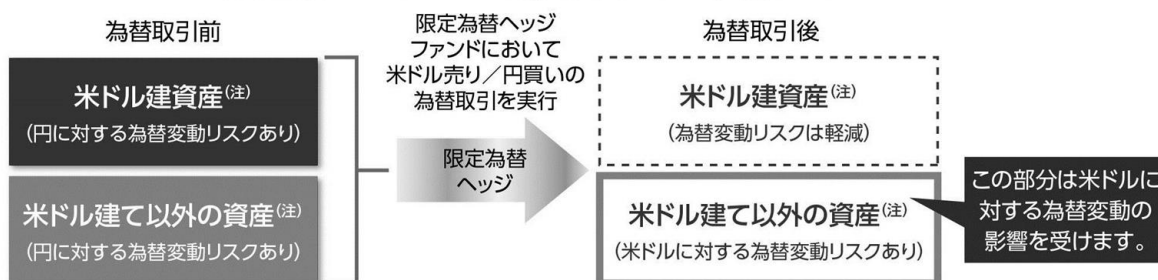 為替取引前
米ドル建資産(注)
(円に対する為替変動リスクあり)
米ドル建て以外の資産(注)
(円に対する為替変動リスクあり)
限定為替ヘッジ
ファンドにおいて
米ドル売り／円買いの
為替取引を実行
限定為替
ヘッジ
為替取引後
米ドル建資産(注)
(為替変動リスクは軽減)
米ドル建て以外の資産(注)
(米ドルに対する為替変動リスクあり)
この部分は米ドルに
対する為替変動の
影響を受けます。